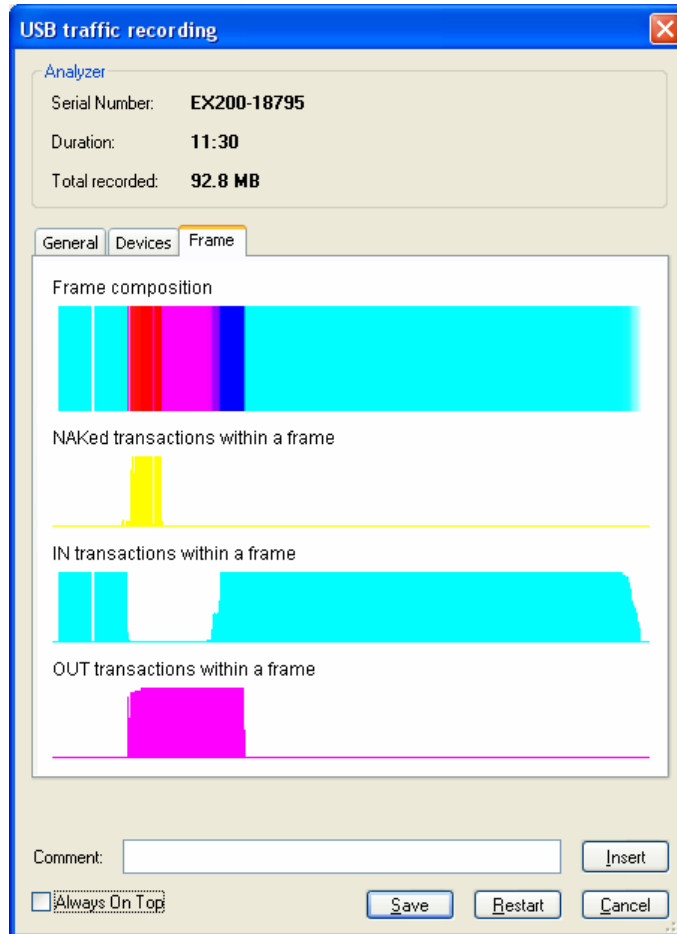 USB traffic recording
Analyzer
Serial Number: EX200-18795
Duration: 11:30
Total recorded: 92.8 MB
General Devices Frame
Frame composition
NAKed transactions within a frame
IN transactions within a frame
OUT transactions within a frame
Comment: Insert
Always On Top Save Restart Cancel